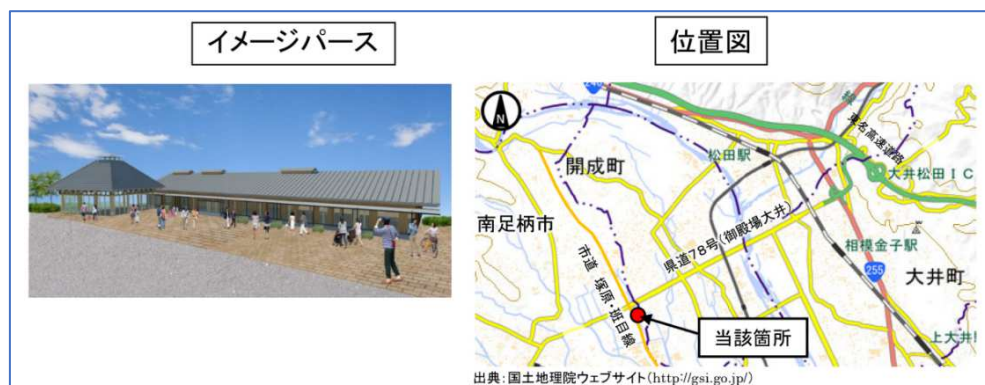 イメージパース
位置図
N
246
東名高速道路
松田駅
開成町
大井松田IC
南足柄市
県道78号(御殿場大井)
相模金子駅
255
大井町
市道 塚原・班目線
当該箇所
上大井
出典:国土地理院ウェブサイト(http://gsi.go.jp/)